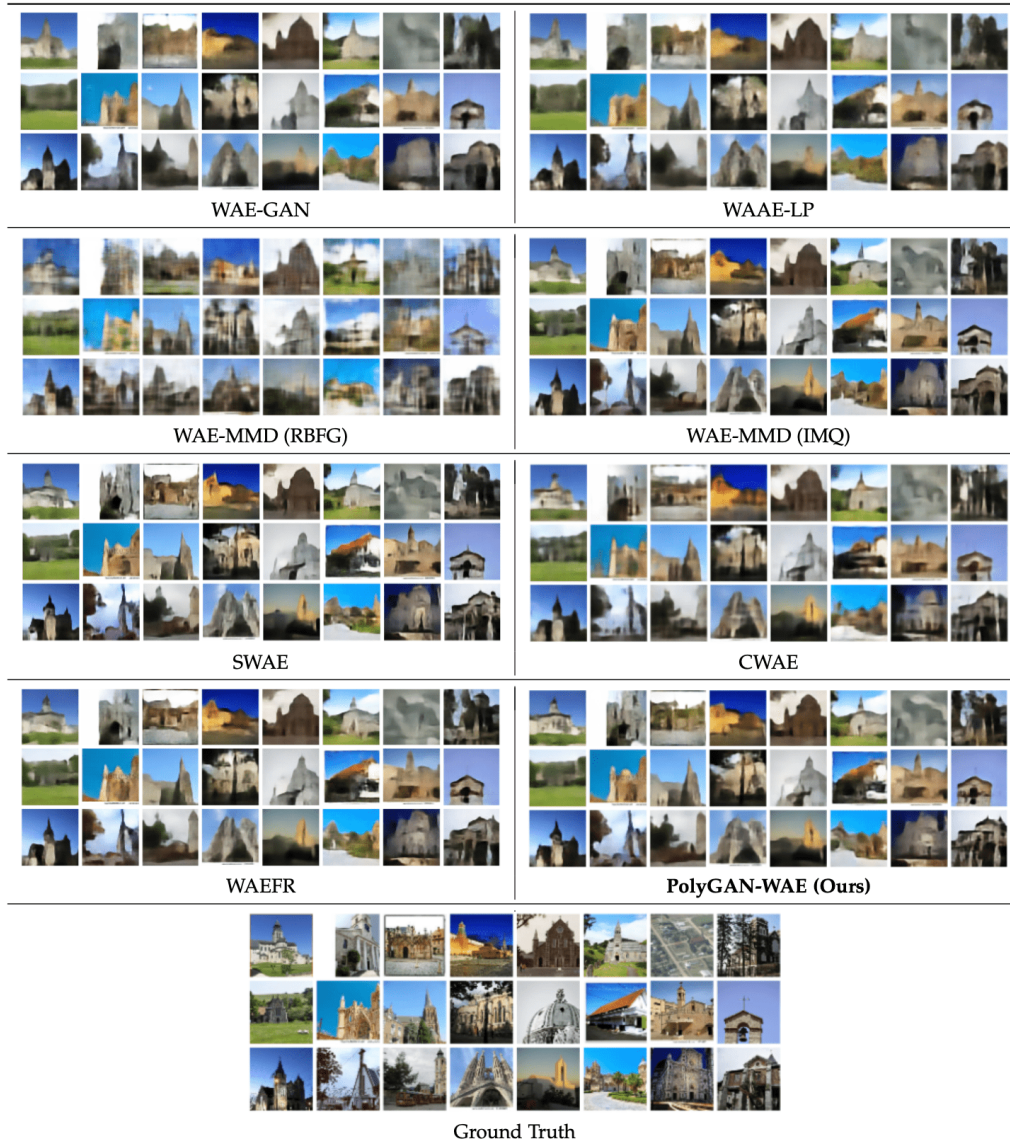 WAE-GAN
WAAE-LP
WAE-MMD (RBFG)
WAE-MMD (IMQ)
SWAE
CWAE
WAEFR
PolyGAN-WAE (Ours)
Ground Truth